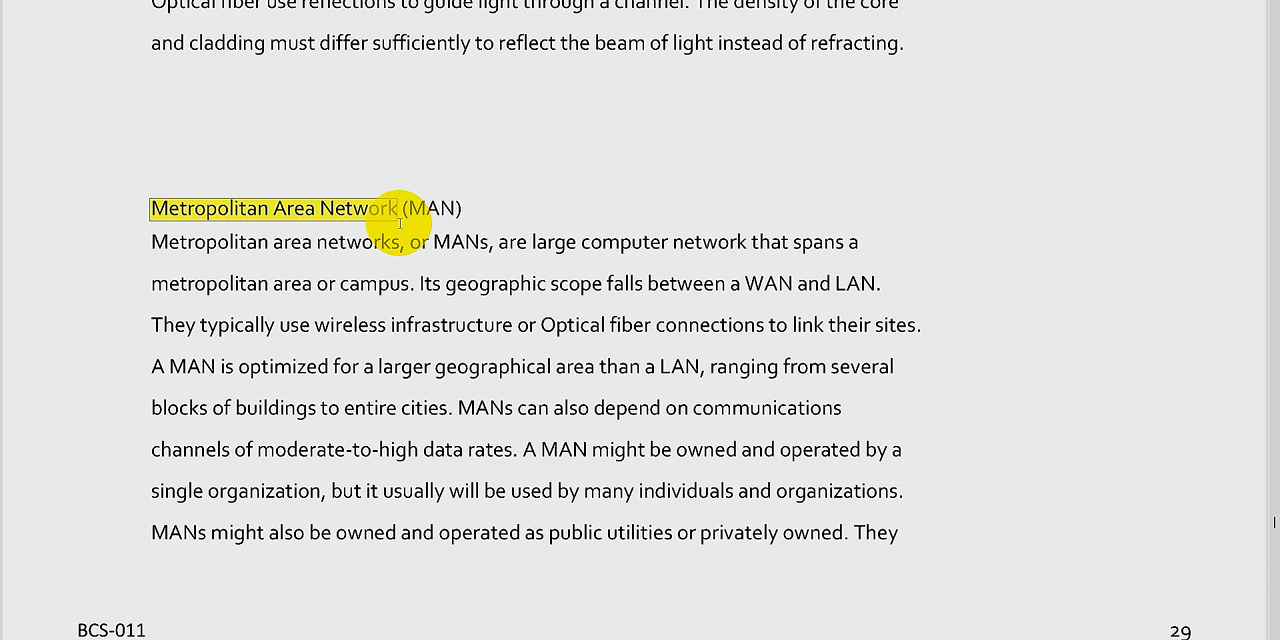 Optical fiber use reflections to guide light through a channel. The density of the core
and cladding must differ sufficiently to reflect the beam of light instead of refracting.
Metropolitan Area Network (MAN)
Metropolitan area networks, or MANs, are large computer network that spans a
metropolitan area or campus. Its geographic scope falls between a WAN and LAN.
They typically use wireless infrastructure or Optical fiber connections to link their sites.
A MAN is optimized for a larger geographical area than a LAN, ranging from several
blocks of buildings to entire cities. MANs can also depend on communications
channels of moderate-to-high data rates. A MAN might be owned and operated by a
single organization, but it usually will be used by many individuals and organizations.
MANs might also be owned and operated as public utilities or privately owned. They
BCS-011
29